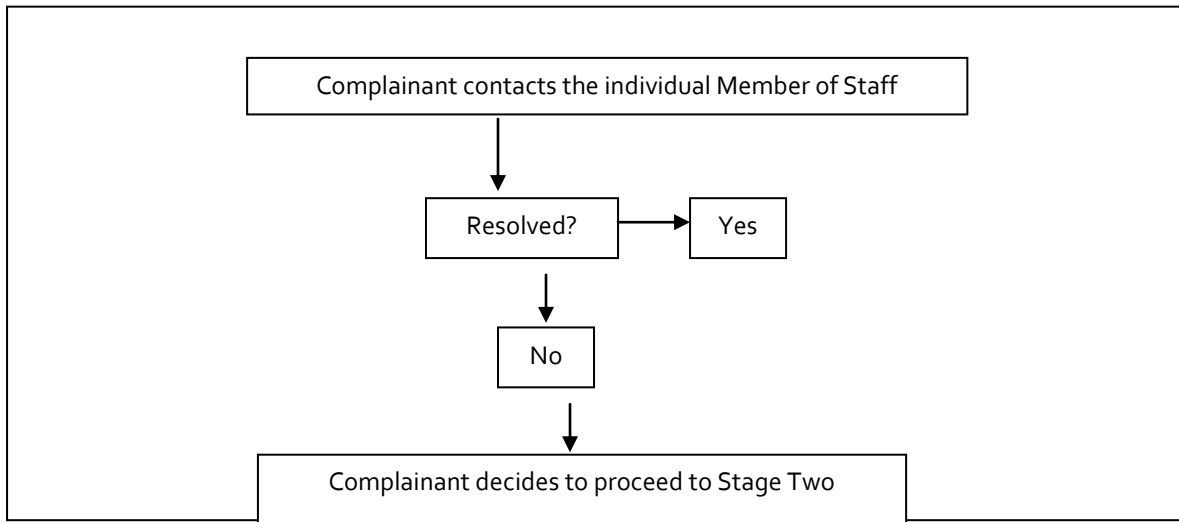 Complainant contacts the individual Member of Staff
Resolved?
Yes
No
Complainant decides to proceed to Stage Two